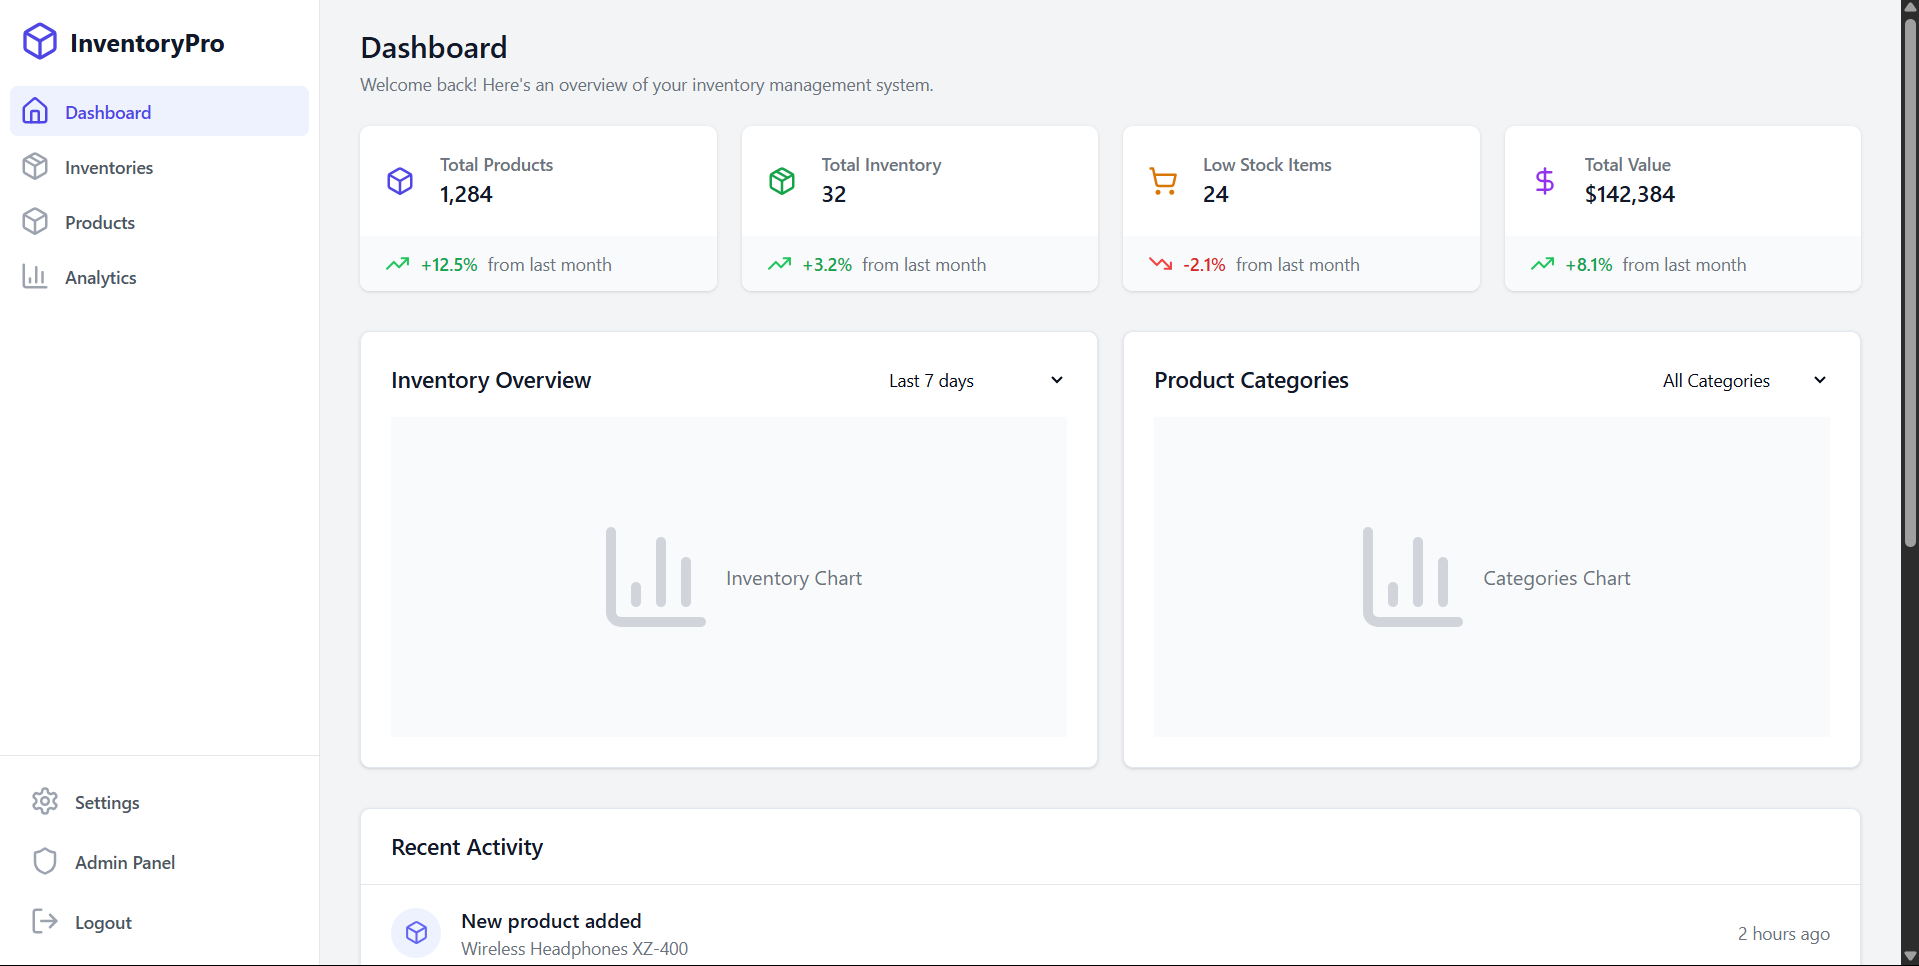 InventoryPro
Dashboard
Inventories
Products
Analytics
Settings
Admin Panel
Logout
Dashboard
Welcome back! Here's an overview of your inventory management system.
Total Products
1,284
+12.5% from last month
Total Inventory
32
+3.2% from last month
Low Stock Items
24
-2.1% from last month
Total Value
$142,384
+8.1% from last month
Inventory Overview
Last 7 days
Inventory Chart
Product Categories
All Categories
Categories Chart
Recent Activity
New product added
Wireless Headphones XZ-400
2 hours ago